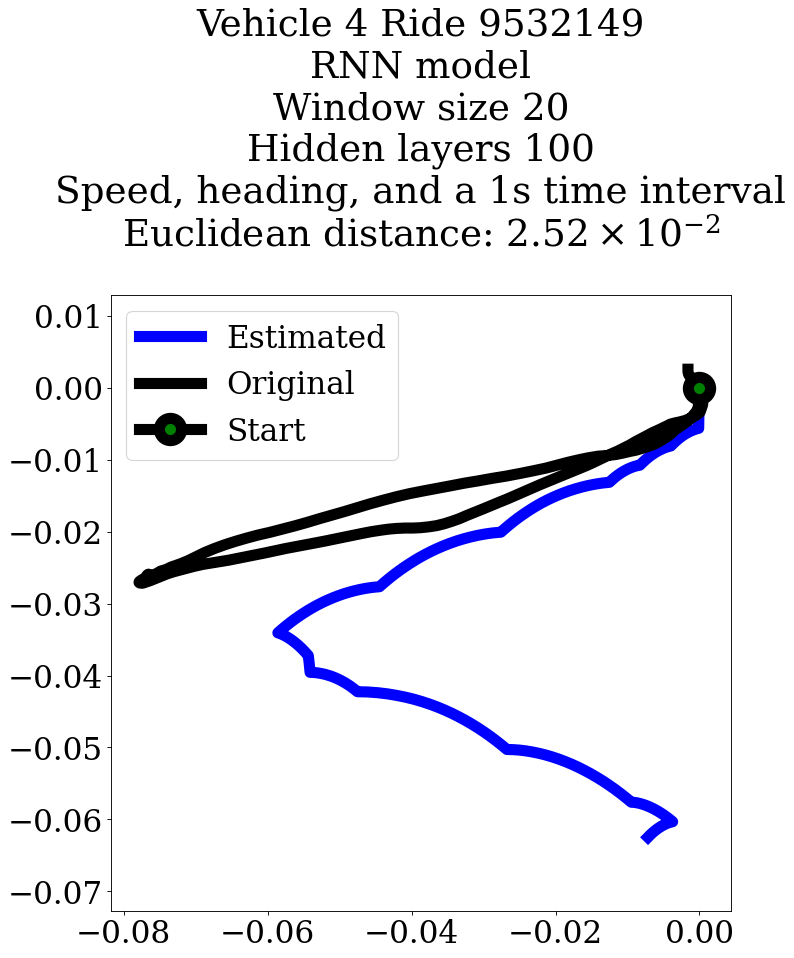 Vehicle 4 Ride 9532149
RNN model
Window size 20
Hidden layers 100
Speed, heading, and a 1s time interval
Euclidean distance: 2.52 × 10⁻²
Estimated
Original
Start
0.01
0.00
−0.01
−0.02
−0.03
−0.04
−0.05
−0.06
−0.07
−0.08 −0.06 −0.04 −0.02 0.00